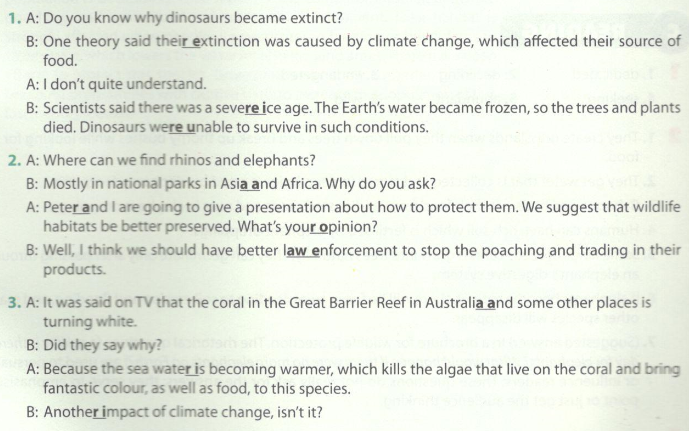 1. A: Do you know why dinosaurs became extinct?
B: One theory said their extinction was caused by climate change, which affected their source of
food.
A: I don't quite understand.
B: Scientists said there was a severe ice age. The Earth's water became frozen, so the trees and plants
died. Dinosaurs were unable to survive in such conditions.
2. A: Where can we find rhinos and elephants?
B: Mostly in national parks in Asia and Africa. Why do you ask?
A: Peter and I are going to give a presentation about how to protect them. We suggest that wildlife
habitats be better preserved. What's your opinion?
B: Well, I think we should have better law enforcement to stop the poaching and trading in their
products.
3. A: It was said on TV that the coral in the Great Barrier Reef in Australia and some other places is
turning white.
B: Did they say why?
A: Because the sea water is becoming warmer, which kills the algae that live on the coral and bring
fantastic colour, as well as food, to this species.
B: Another impact of climate change, isn't it?